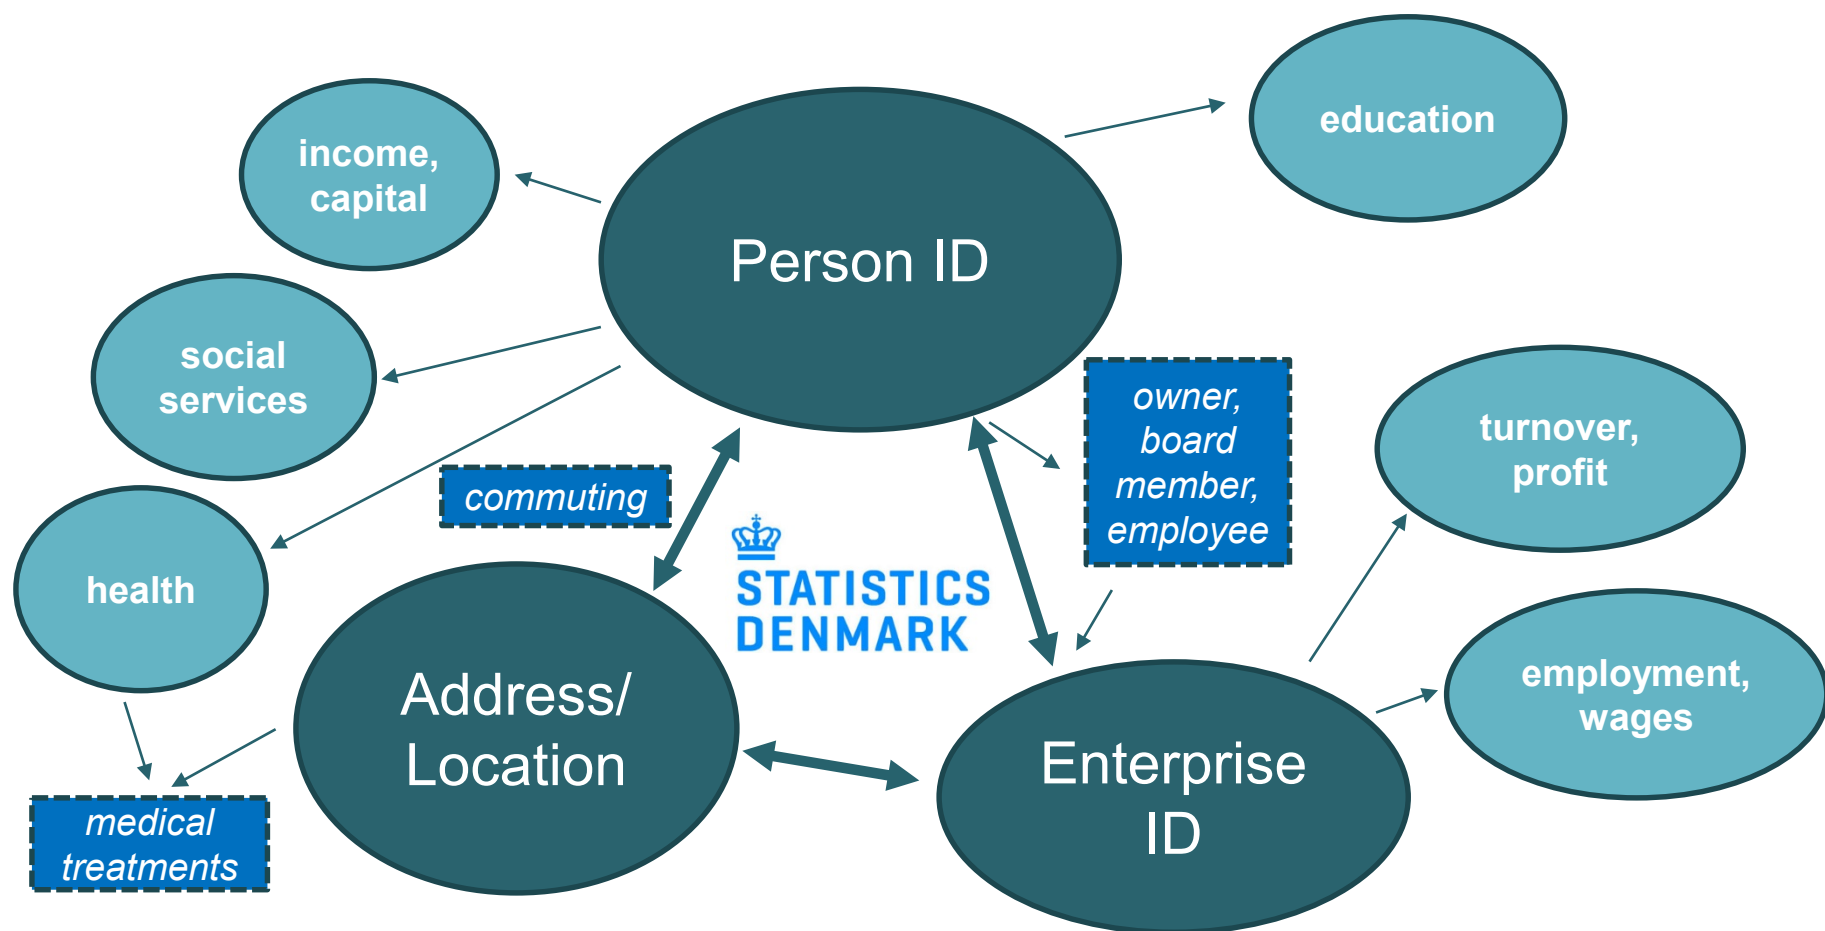 education
income,
capital
Person ID
social
services
owner,
board
member,
employee
turnover,
profit
commuting
STATISTICS
DENMARK
health
Address/
Location
employment,
wages
Enterprise
ID
medical
treatments